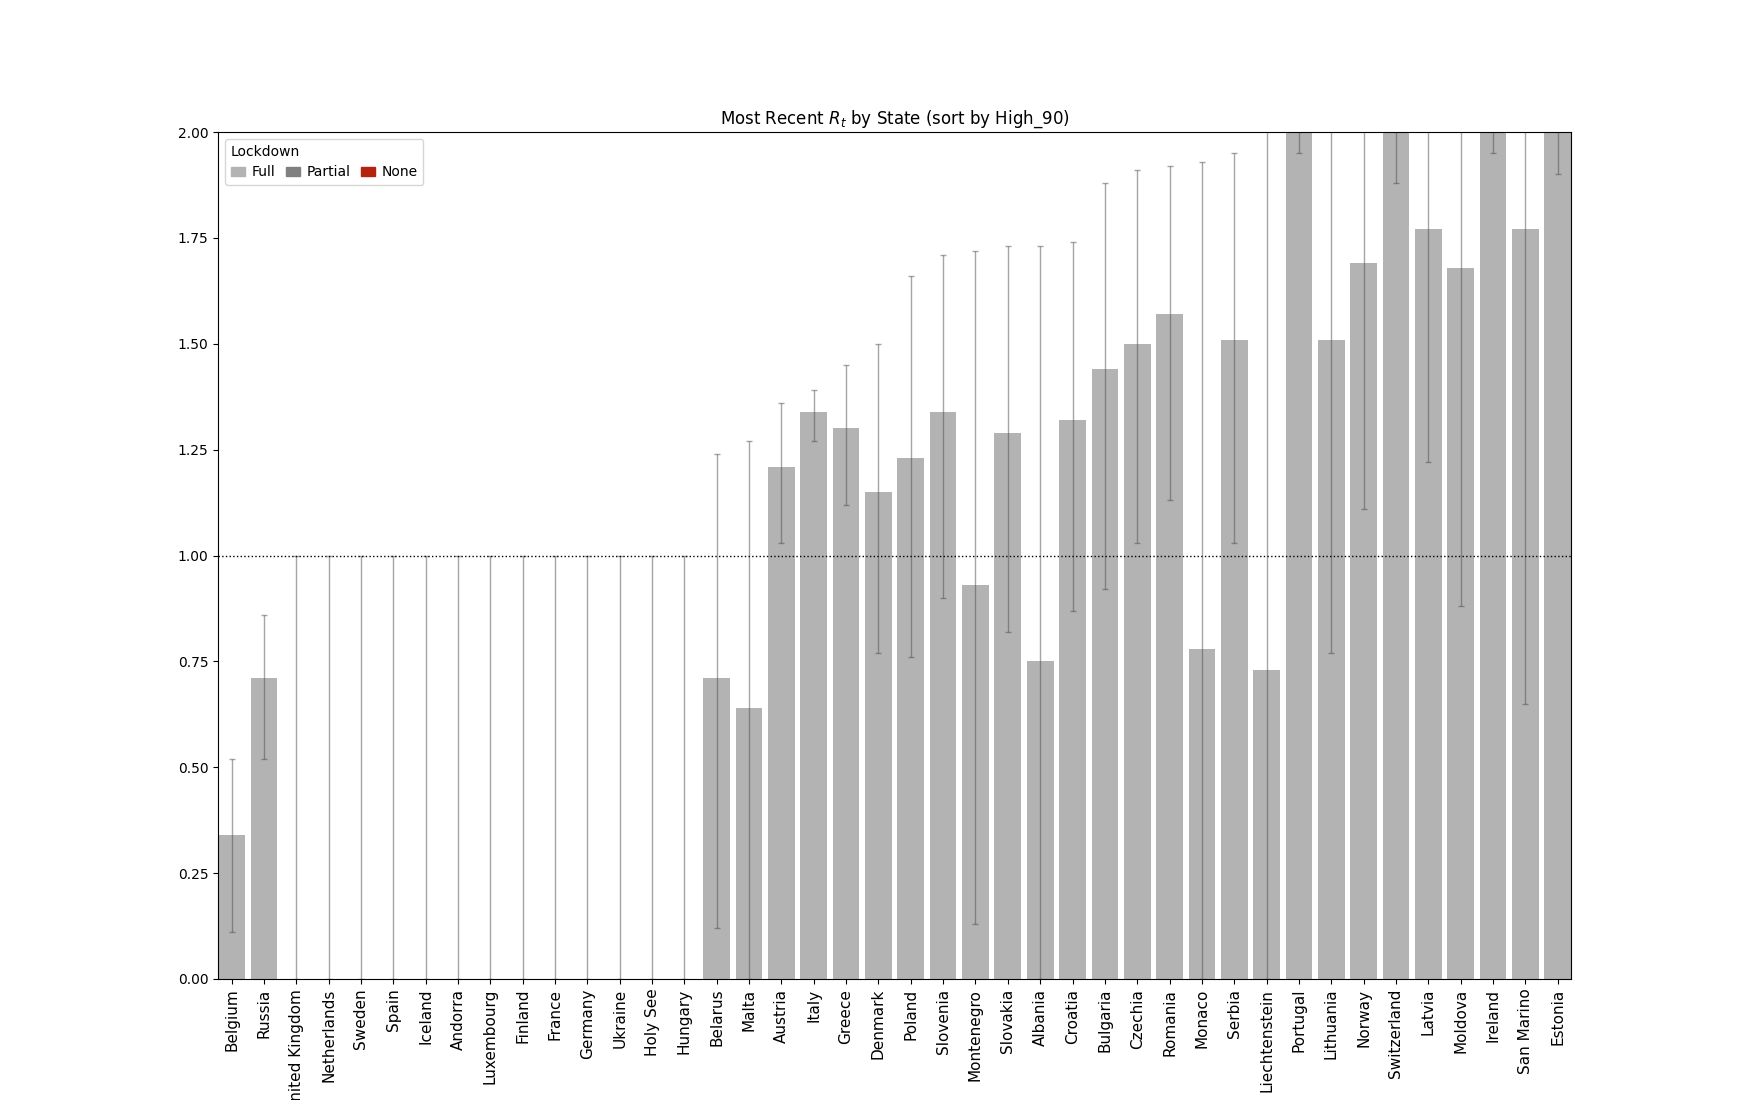 Most Recent R_t by State (sort by High_90)
Lockdown
Full Partial None
2.00
1.75
1.50
1.25
1.00
0.75
0.50
0.25
0.00
Belgium
Russia
nited Kingdom
Netherlands
Sweden
Spain
Iceland
Andorra
Luxembourg
Finland
France
Germany
Ukraine
Holy See
Hungary
Belarus
Malta
Austria
Italy
Greece
Denmark
Poland
Slovenia
Montenegro
Slovakia
Albania
Croatia
Bulgaria
Czechia
Romania
Monaco
Serbia
Liechtenstein
Portugal
Lithuania
Norway
Switzerland
Latvia
Moldova
Ireland
San Marino
Estonia